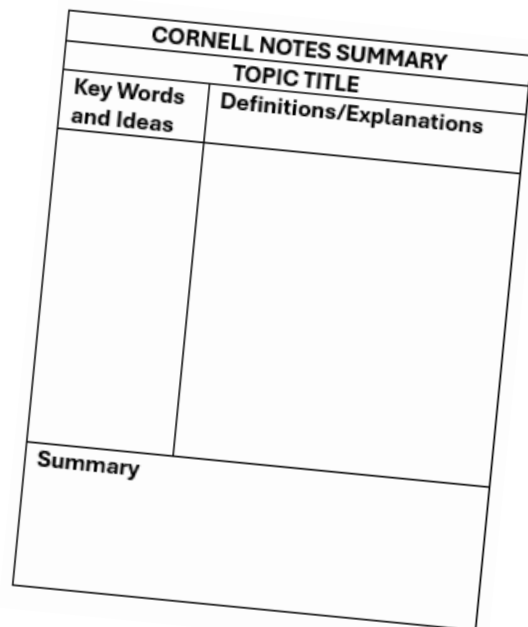 CORNELL NOTES SUMMARY
TOPIC TITLE
Key Words
and Ideas
Definitions/Explanations
Summary